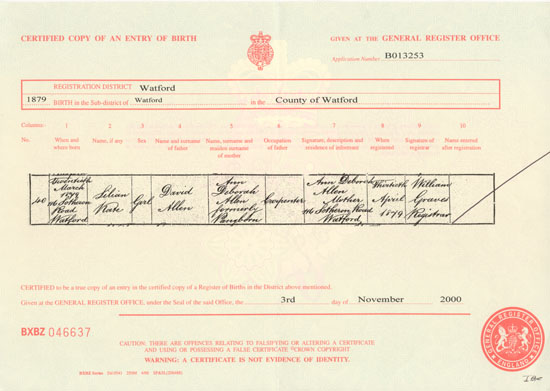 CERTIFIED COPY OF AN ENTRY OF BIRTH
GIVEN AT THE GENERAL REGISTER OFFICE
Application Number B013253
REGISTRATION DISTRICT Watford
1879 BIRTH in the Sub-district of Watford in the County of Watford
Columns:- 1 2 3 4 5 6 7 8 9 10
No. When and where born Name, if any Sex Name and surname of father Name, surname and maiden surname of mother Occupation of father Signature, description and residence of informant When registered Signature of registrar Name entered after registration
40
Twentieth March 1879
116 Sotheron Road Watford
Lilian Kate
Girl
David Allen
Ann Deborah Allen formerly Pangborn
Carpenter
Ann Deborah Allen Mother 116 Sotheron Road Watford
Thirtieth April 1879
William Graves Registrar
CERTIFIED to be a true copy of an entry in the certified copy of a Register of Births in the District above mentioned.
Given at the GENERAL REGISTER OFFICE, under the Seal of the said Office, the 3rd day of November 2000
BXBZ 046637
CAUTION: THERE ARE OFFENCES RELATING TO FALSIFYING OR ALTERING A CERTIFICATE
AND USING OR POSSESSING A FALSE CERTIFICATE ©CROWN COPYRIGHT
WARNING: A CERTIFICATE IS NOT EVIDENCE OF IDENTITY.
GENERAL REGISTER OFFICE
ENGLAND